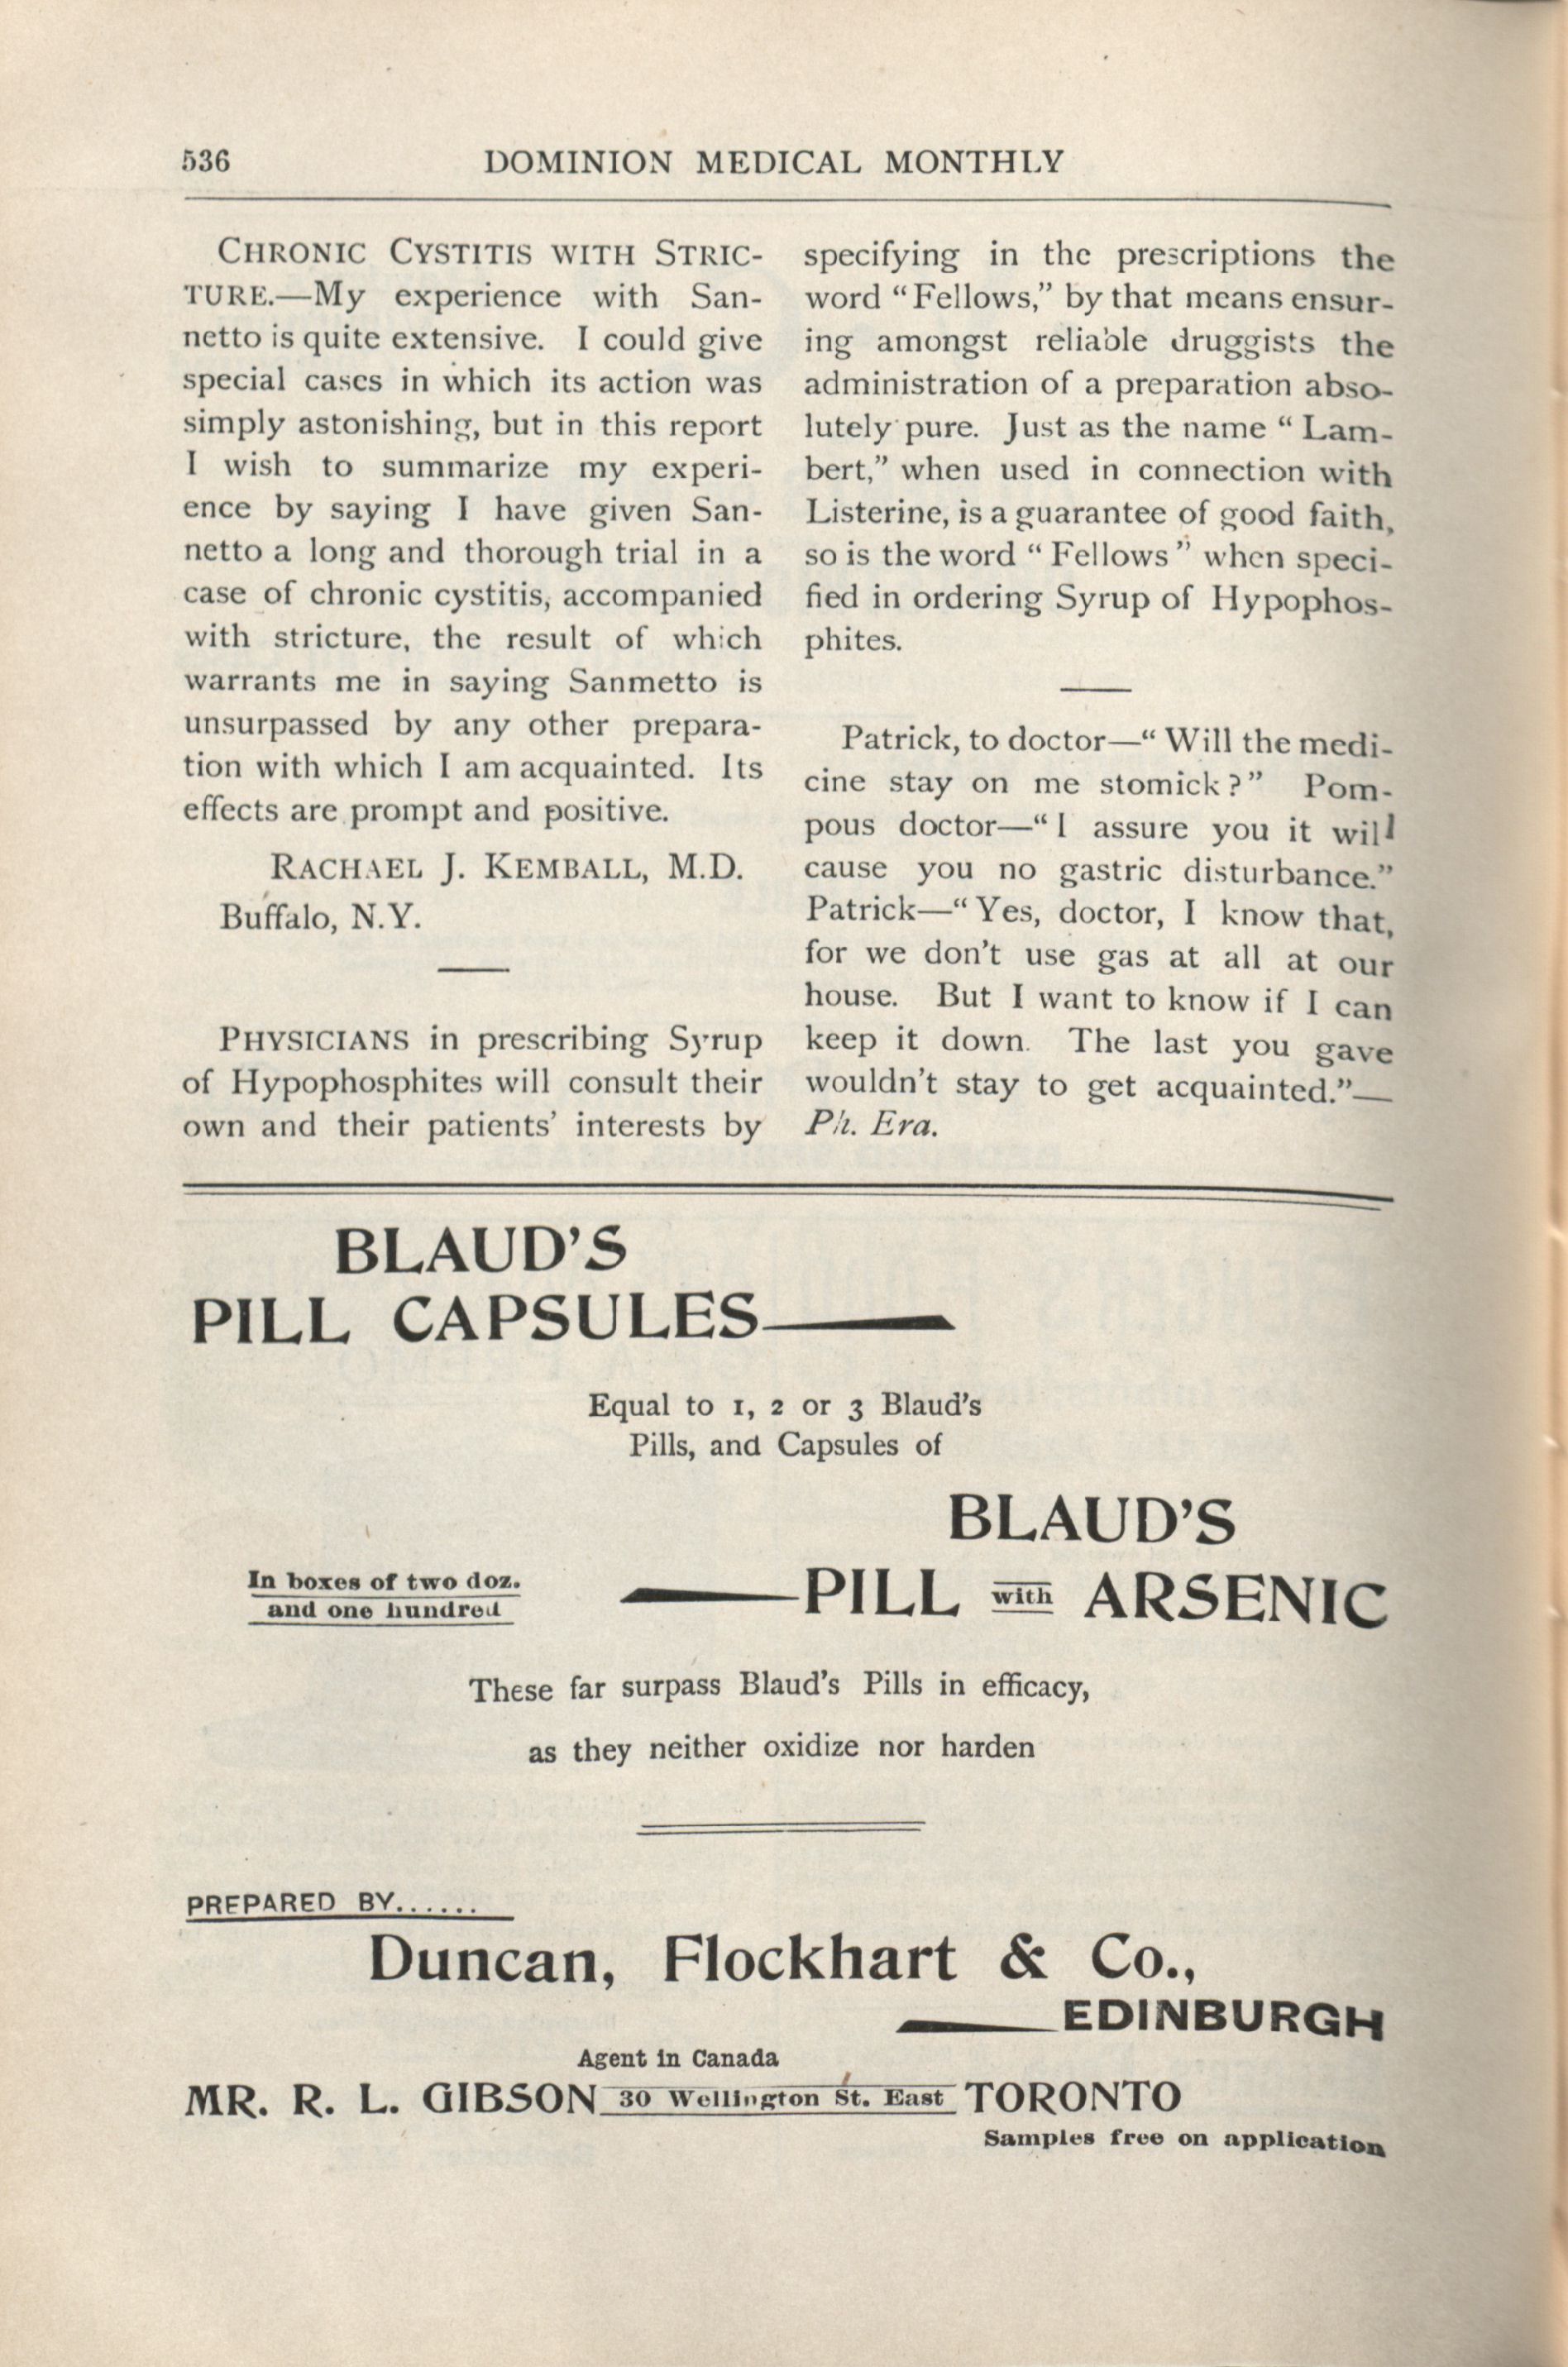 536 DOMINION MEDICAL MONTHLY
CHRONIC CYSTITIS WITH STRIC-
TURE.—My experience with San-
netto is quite extensive. I could give
special cases in which its action was
simply astonishing, but in this report
I wish to summarize my experi-
ence by saying I have given San-
netto a long and thorough trial in a
case of chronic cystitis, accompanied
with stricture, the result of which
warrants me in saying Sanmetto is
unsurpassed by any other prepara-
tion with which I am acquainted. Its
effects are prompt and positive.
RACHAEL J. KEMBALL, M.D.
Buffalo, N.Y.
PHYSICIANS in prescribing Syrup
of Hypophosphites will consult their
own and their patients' interests by
specifying in the prescriptions the
word “Fellows,” by that means ensur-
ing amongst reliable druggists the
administration of a preparation abso-
lutely pure. Just as the name “Lam-
bert,” when used in connection with
Listerine, is a guarantee of good faith,
so is the word “Fellows” when speci-
fied in ordering Syrup of Hypophos-
phites.
Patrick, to doctor—“Will the medi-
cine stay on me stomick?” Pom-
pous doctor—“I assure you it will
cause you no gastric disturbance.”
Patrick—“Yes, doctor, I know that,
for we don't use gas at all at our
house. But I want to know if I can
keep it down. The last you gave
wouldn't stay to get acquainted.”—
Ph. Era.
BLAUD'S
PILL CAPSULES
Equal to 1, 2 or 3 Blaud's
Pills, and Capsules of
BLAUD'S
PILL with ARSENIC
In boxes of two doz.
and one hundred
These far surpass Blaud's Pills in efficacy,
as they neither oxidize nor harden
PREPARED BY......
Duncan, Flockhart & Co.,
EDINBURGH
Agent in Canada
MR. R. L. GIBSON 30 Wellington St. East TORONTO
Samples free on application